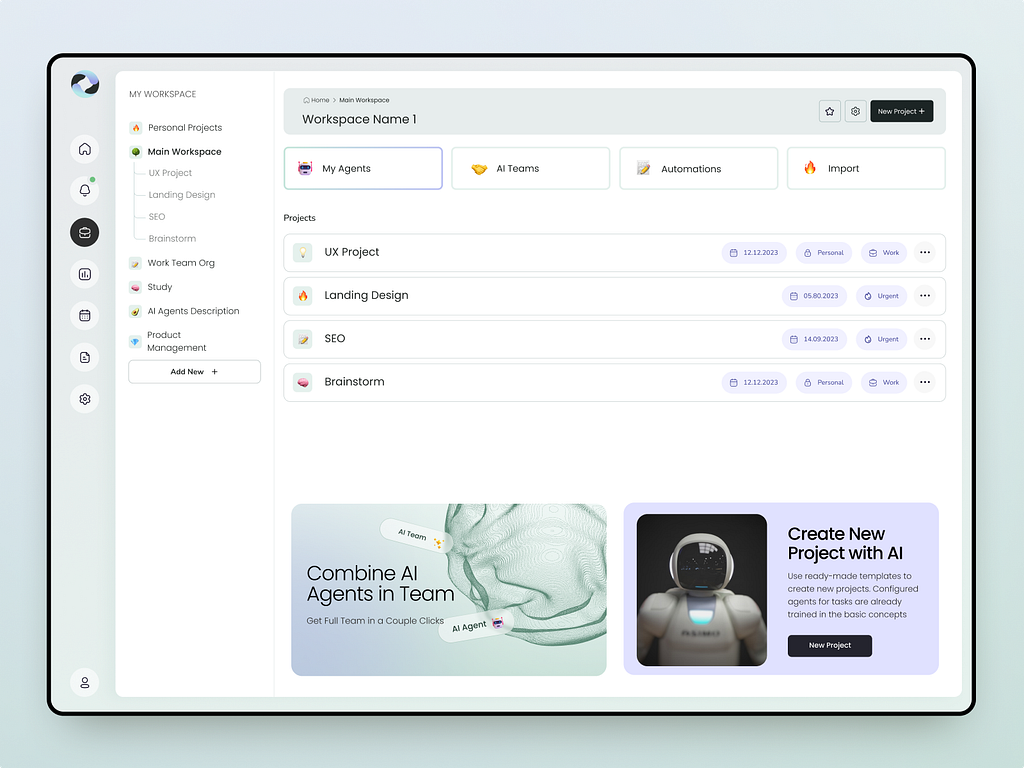 MY WORKSPACE
Personal Projects
Main Workspace
UX Project
Landing Design
SEO
Brainstorm
Work Team Org
Study
AI Agents Description
Product
Management
Add New +
Home > Main Workspace
Workspace Name 1
New Project +
My Agents
AI Teams
Automations
Import
Projects
UX Project
12.12.2023
Personal
Work
Landing Design
05.80.2023
Urgent
SEO
14.09.2023
Urgent
Brainstorm
12.12.2023
Personal
Work
AI Team
Combine AI
Agents in Team
Get Full Team in a Couple Clicks
AI Agent
ASIMO
Create New
Project with AI
Use ready-made templates to
create new projects. Configured
agents for tasks are already
trained in the basic concepts
New Project